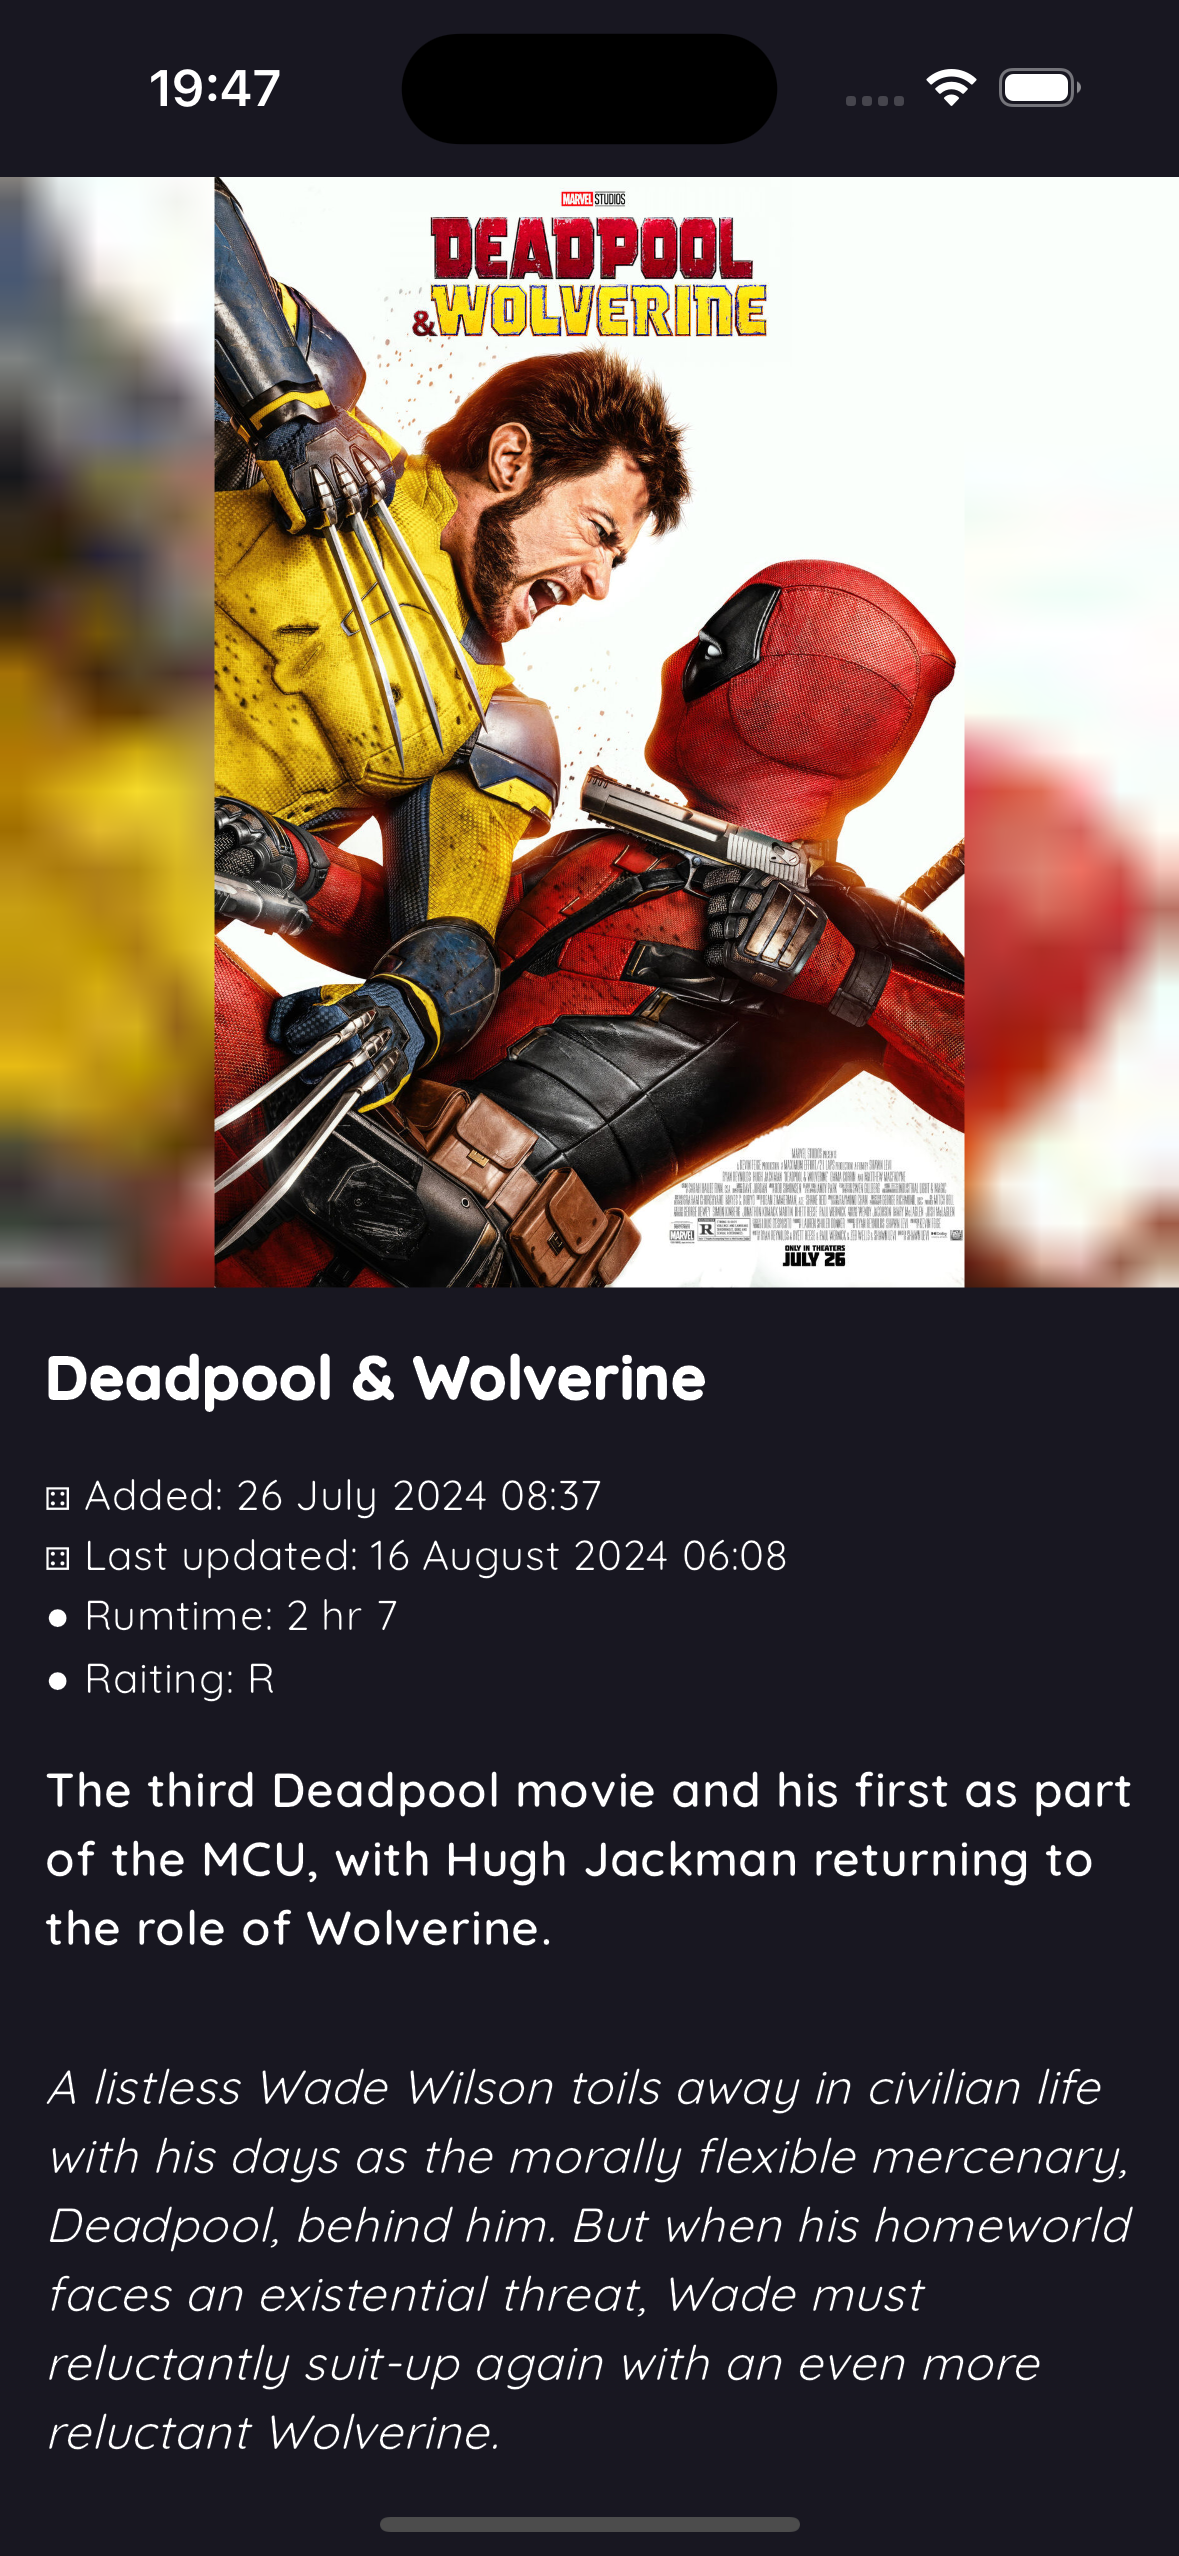 19:47
MARVEL STUDIOS
DEADPOOL
&WOLVERINE
R
MARVEL
ONLY IN THEATERS
JULY 26
Deadpool & Wolverine
⚃ Added: 26 July 2024 08:37
⚃ Last updated: 16 August 2024 06:08
● Rumtime: 2 hr 7
● Raiting: R
The third Deadpool movie and his first as part
of the MCU, with Hugh Jackman returning to
the role of Wolverine.
A listless Wade Wilson toils away in civilian life
with his days as the morally flexible mercenary,
Deadpool, behind him. But when his homeworld
faces an existential threat, Wade must
reluctantly suit-up again with an even more
reluctant Wolverine.